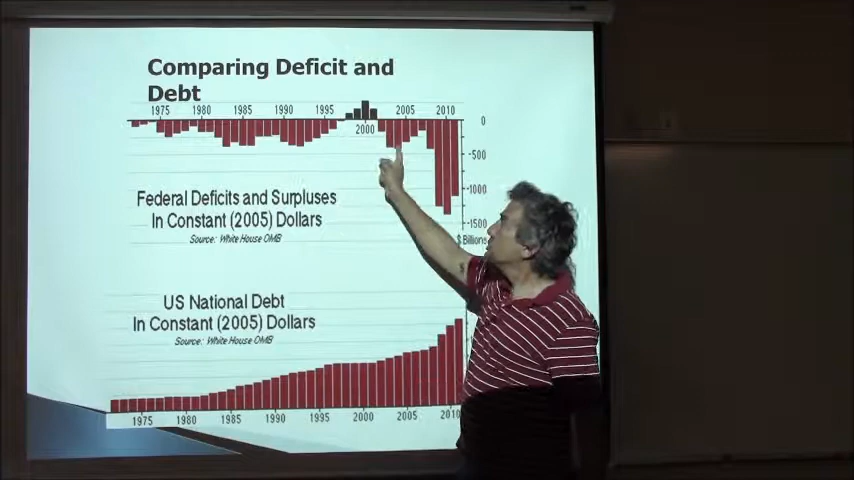 Comparing Deficit and
Debt
1975 1980 1985 1990 1995 2000 2005 2010
0
-500
-1000
-1500
$ Billions
Federal Deficits and Surpluses
In Constant (2005) Dollars
Source: White House OMB
US National Debt
In Constant (2005) Dollars
Source: White House OMB
1975 1980 1985 1990 1995 2000 2005 2010